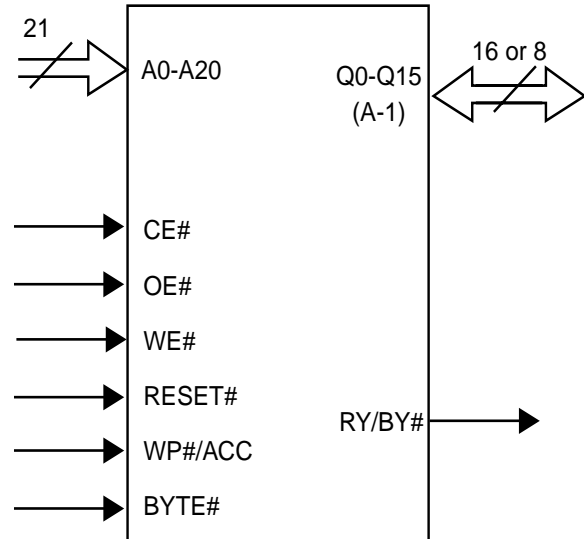 21
A0-A20
16 or 8
Q0-Q15
(A-1)
CE#
OE#
WE#
RESET#
RY/BY#
WP#/ACC
BYTE#